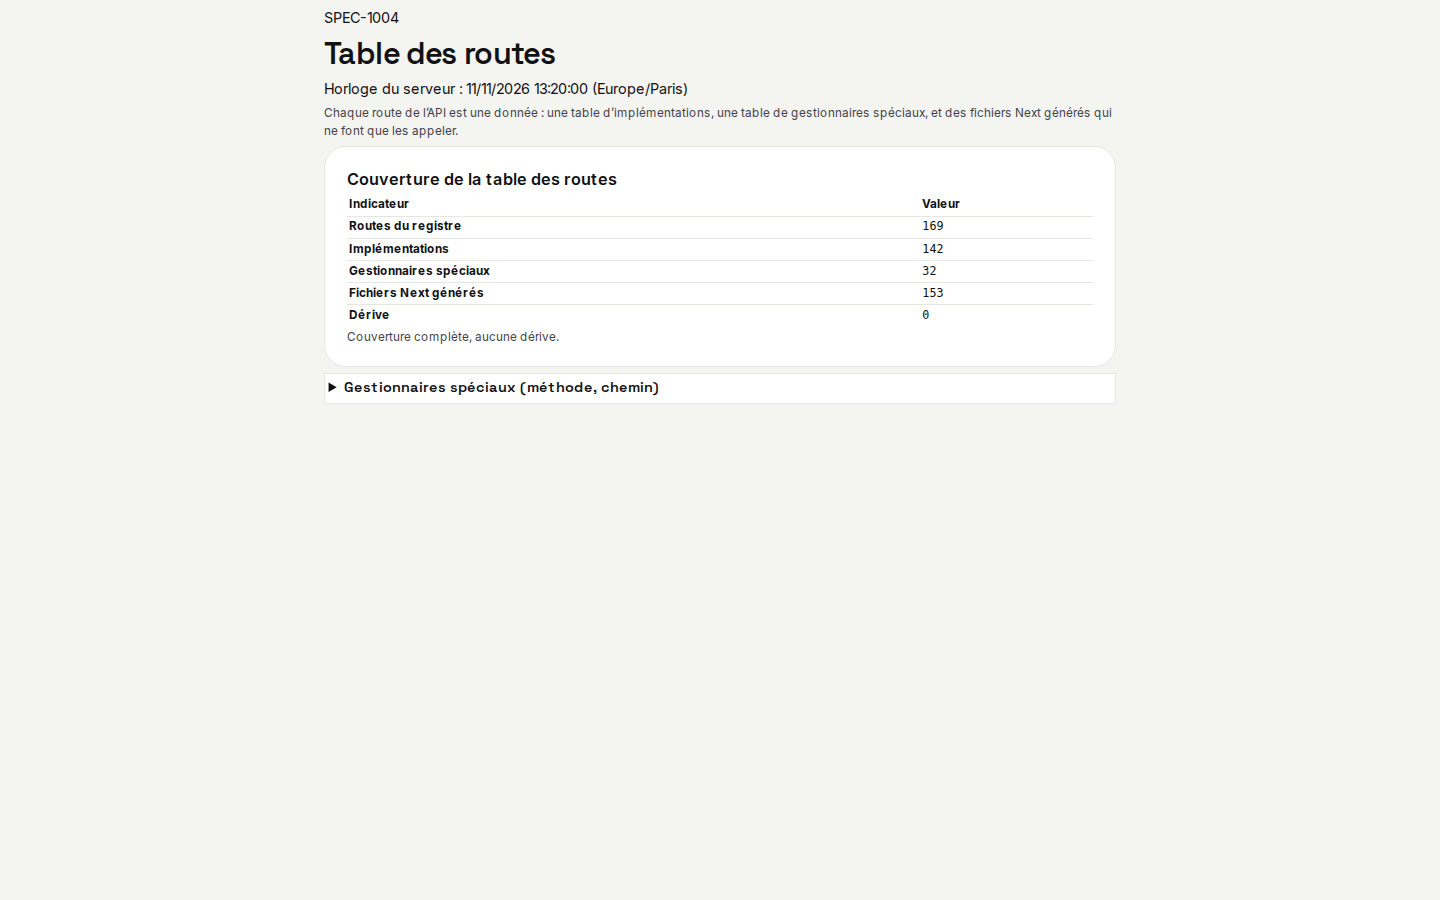 SPEC-1004
Table des routes
Horloge du serveur : 11/11/2026 13:20:00 (Europe/Paris)
Chaque route de l’API est une donnée : une table d’implémentations, une table de gestionnaires spéciaux, et des fichiers Next générés qui
ne font que les appeler.
Couverture de la table des routes
Indicateur Valeur
Routes du registre 169
Implémentations 142
Gestionnaires spéciaux 32
Fichiers Next générés 153
Dérive 0
Couverture complète, aucune dérive.
Gestionnaires spéciaux (méthode, chemin)